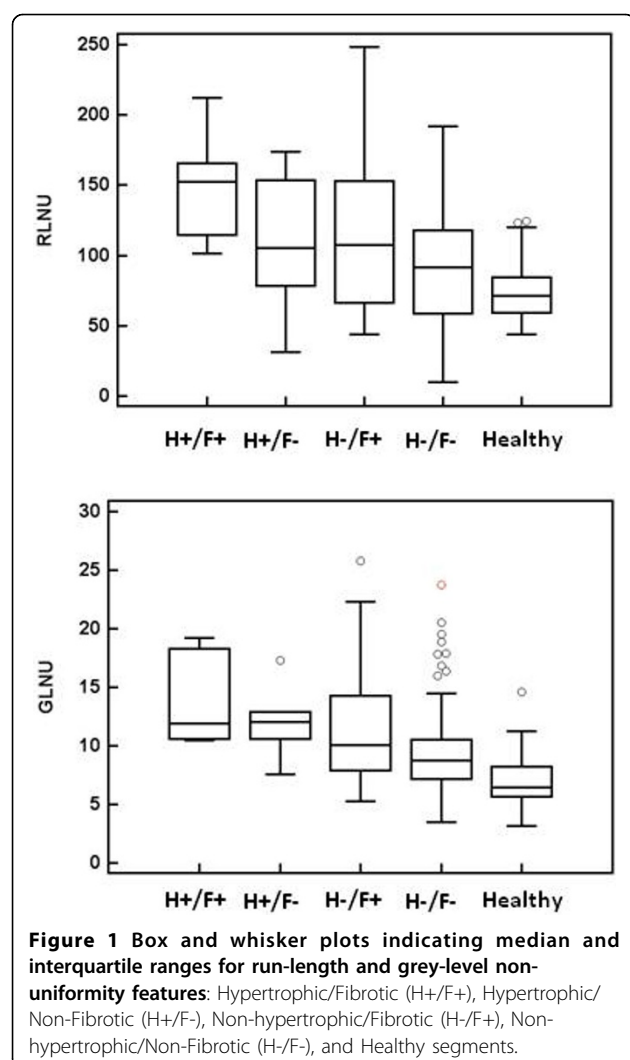 250
200
150
100
50
0
RLNU
H+/F+ H+/F- H-/F+ H-/F- Healthy
30
25
20
15
10
5
0
GLNU
H+/F+ H+/F- H-/F+ H-/F- Healthy
Figure 1 Box and whisker plots indicating median and
interquartile ranges for run-length and grey-level non-
uniformity features: Hypertrophic/Fibrotic (H+/F+), Hypertrophic/
Non-Fibrotic (H+/F-), Non-hypertrophic/Fibrotic (H-/F+), Non-
hypertrophic/Non-Fibrotic (H-/F-), and Healthy segments.